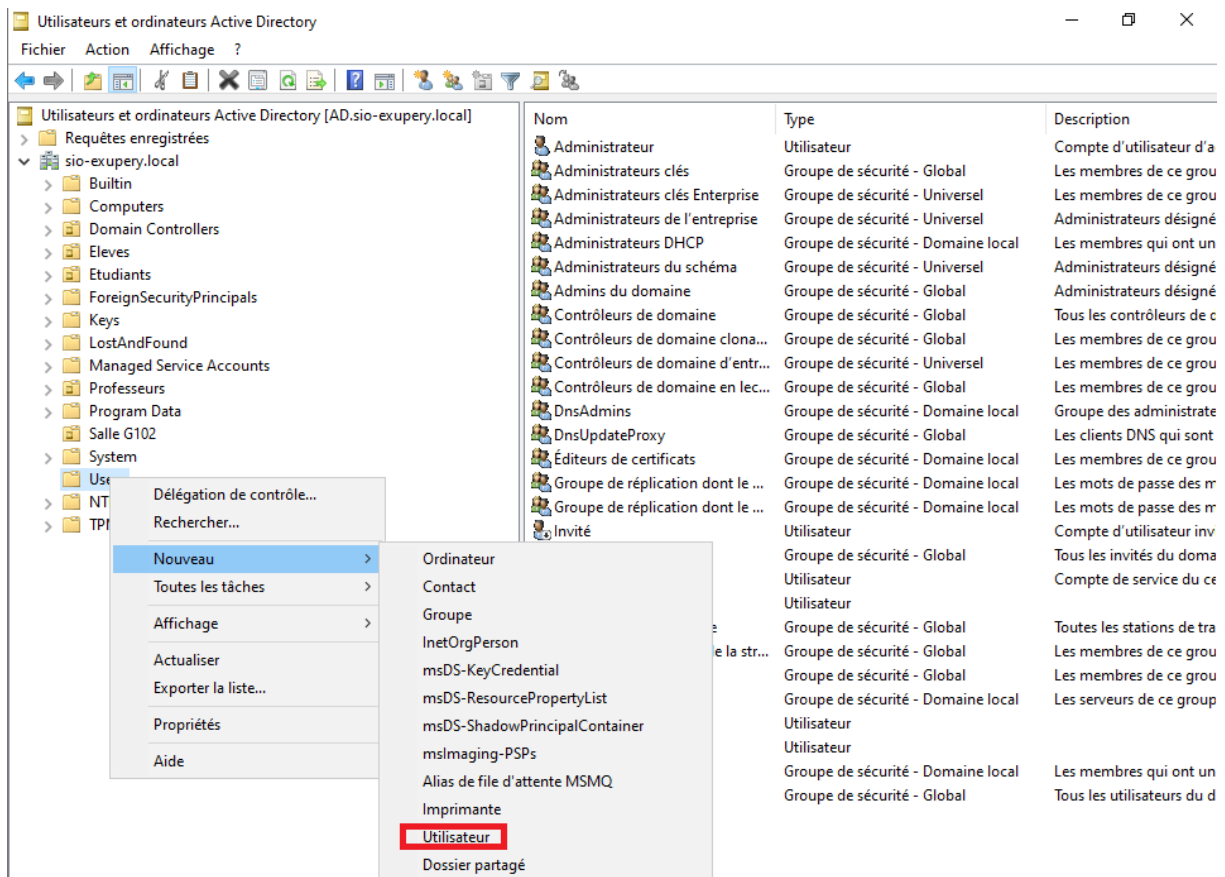 Utilisateurs et ordinateurs Active Directory
Fichier Action Affichage ?
Utilisateurs et ordinateurs Active Directory [AD.sio-exupery.local]
Requêtes enregistrées
sio-exupery.local
Builtin
Computers
Domain Controllers
Eleves
Etudiants
ForeignSecurityPrincipals
Keys
LostAndFound
Managed Service Accounts
Professeurs
Program Data
Salle G102
System
Use
NT
TPM
Délégation de contrôle...
Rechercher...
Nouveau
Toutes les tâches
Affichage
Actualiser
Exporter la liste...
Propriétés
Aide
Ordinateur
Contact
Groupe
InetOrgPerson
msDS-KeyCredential
msDS-ResourcePropertyList
msDS-ShadowPrincipalContainer
msImaging-PSPs
Alias de file d'attente MSMQ
Imprimante
Utilisateur
Dossier partagé
Nom Type Description
Administrateur Utilisateur Compte d'utilisateur d'a
Administrateurs clés Groupe de sécurité - Global Les membres de ce grou
Administrateurs clés Enterprise Groupe de sécurité - Universel Les membres de ce grou
Administrateurs de l'entreprise Groupe de sécurité - Universel Administrateurs désigné
Administrateurs DHCP Groupe de sécurité - Domaine local Les membres qui ont un
Administrateurs du schéma Groupe de sécurité - Universel Administrateurs désigné
Admins du domaine Groupe de sécurité - Global Administrateurs désigné
Contrôleurs de domaine Groupe de sécurité - Global Tous les contrôleurs de c
Contrôleurs de domaine clona... Groupe de sécurité - Global Les membres de ce grou
Contrôleurs de domaine d'entr... Groupe de sécurité - Universel Les membres de ce grou
Contrôleurs de domaine en lec... Groupe de sécurité - Global Les membres de ce grou
DnsAdmins Groupe de sécurité - Domaine local Groupe des administrate
DnsUpdateProxy Groupe de sécurité - Global Les clients DNS qui sont
Éditeurs de certificats Groupe de sécurité - Domaine local Les membres de ce grou
Groupe de réplication dont le ... Groupe de sécurité - Domaine local Les mots de passe des m
Groupe de réplication dont le ... Groupe de sécurité - Domaine local Les mots de passe des m
Invité Utilisateur Compte d'utilisateur inv
Groupe de sécurité - Global Tous les invités du doma
Utilisateur Compte de service du ce
Utilisateur
e Groupe de sécurité - Global Toutes les stations de tra
e la str... Groupe de sécurité - Global Les membres de ce grou
Groupe de sécurité - Global Les membres de ce grou
Groupe de sécurité - Domaine local Les serveurs de ce group
Utilisateur
Utilisateur
Groupe de sécurité - Domaine local Les membres qui ont un
Groupe de sécurité - Global Tous les utilisateurs du d